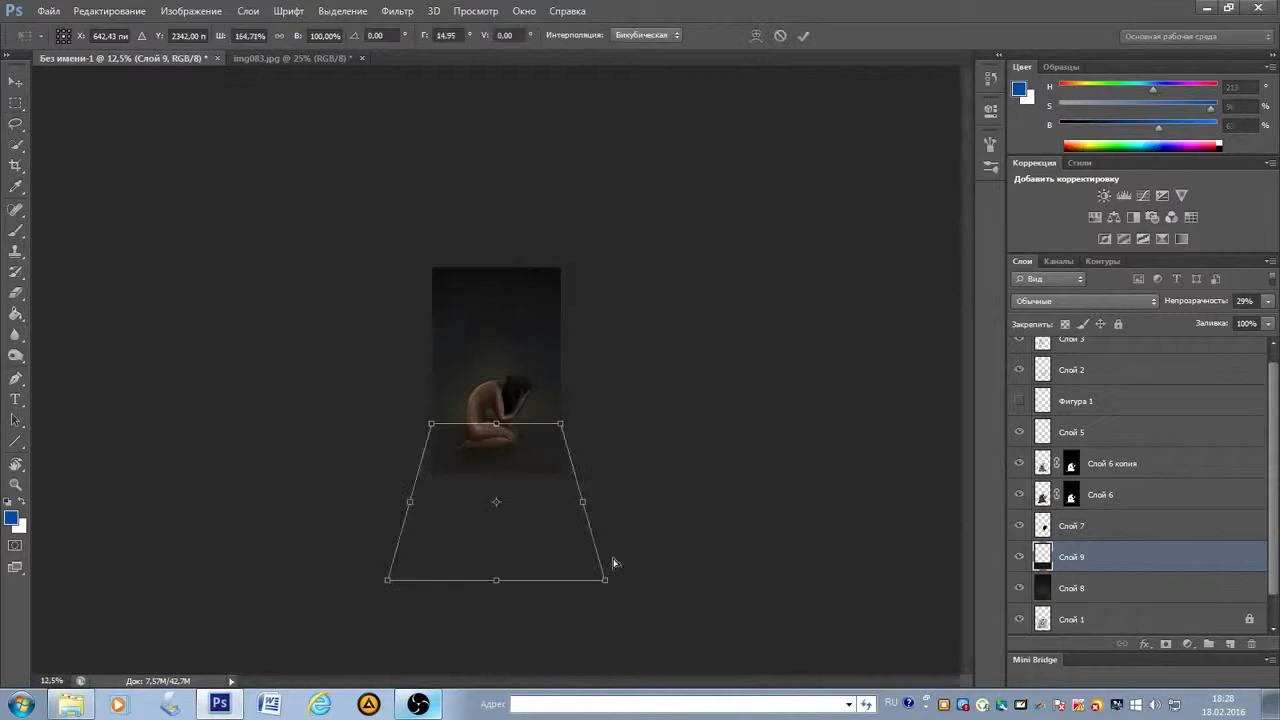 Ps Файл Редактирование Изображение Слои Шрифт Выделение Фильтр 3D Просмотр Окно Справка
X: 642,43 пи Y: 2342,00 п Ш: 164,71% В: 100,00% 0,00 ° Г: 14,95 ° V: 0,00 ° Интерполяция: Бикубическая Основная рабочая среда
Без имени-1 @ 12,5% (Слой 9, RGB/8) * × img083.jpg @ 25% (RGB/8) * ×
Цвет Образцы
H 213 °
S %
B %
Коррекция Стили
Добавить корректировку
Слои Каналы Контуры
Вид
Обычные Непрозрачность: 29%
Закрепить: Заливка: 100%
Слой 3
Слой 2
Фигура 1
Слой 5
Слой 6 копия
Слой 6
Слой 7
Слой 9
Слой 8
Слой 1
fx
Mini Bridge
12,5% Док: 7,57M/42,7M
Адрес RU 18:28
18.02.2016